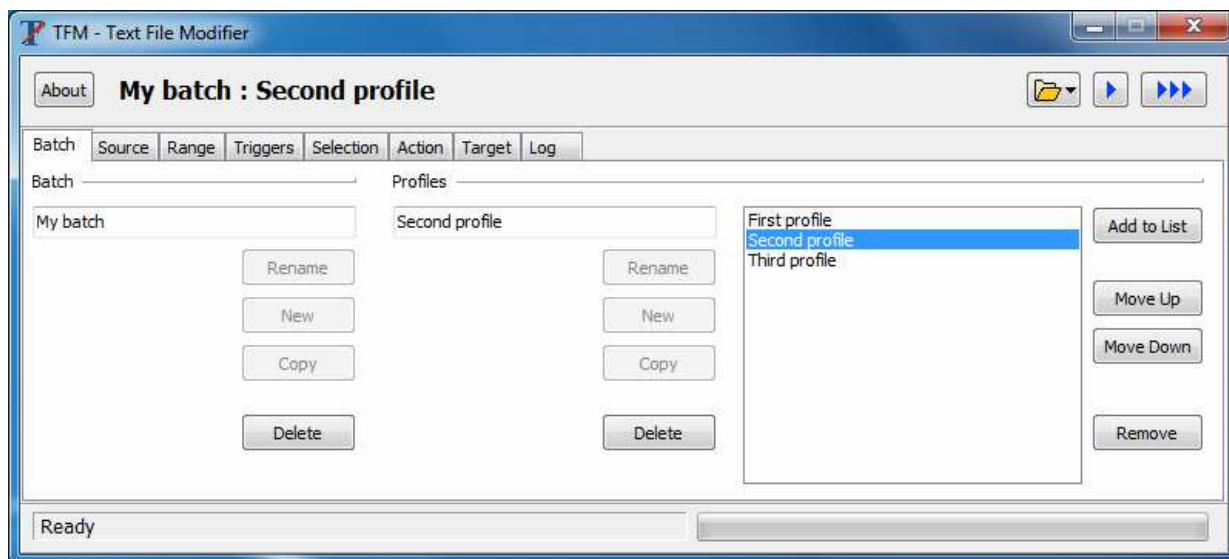 TFM - Text File Modifier
About
My batch : Second profile
Batch
Source
Range
Triggers
Selection
Action
Target
Log
Batch
Profiles
My batch
Second profile
First profile
Second profile
Third profile
Add to List
Rename
Rename
New
New
Move Up
Copy
Copy
Move Down
Delete
Delete
Remove
Ready